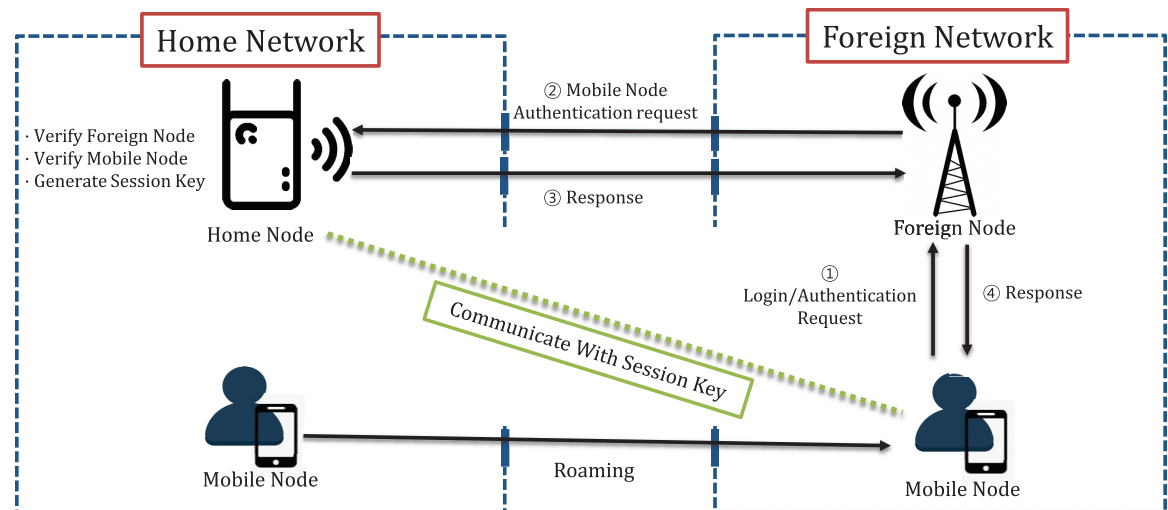 Home Network
Foreign Network
② Mobile Node
Authentication request
· Verify Foreign Node
· Verify Mobile Node
· Generate Session Key
③ Response
Home Node
Foreign Node
①
Login/Authentication
Request
④ Response
Communicate With Session Key
Mobile Node
Roaming
Mobile Node